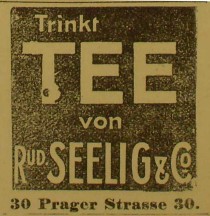 Trinkt
TEE
von
RUD. SEELIG & Co.
30 Prager Strasse 30.